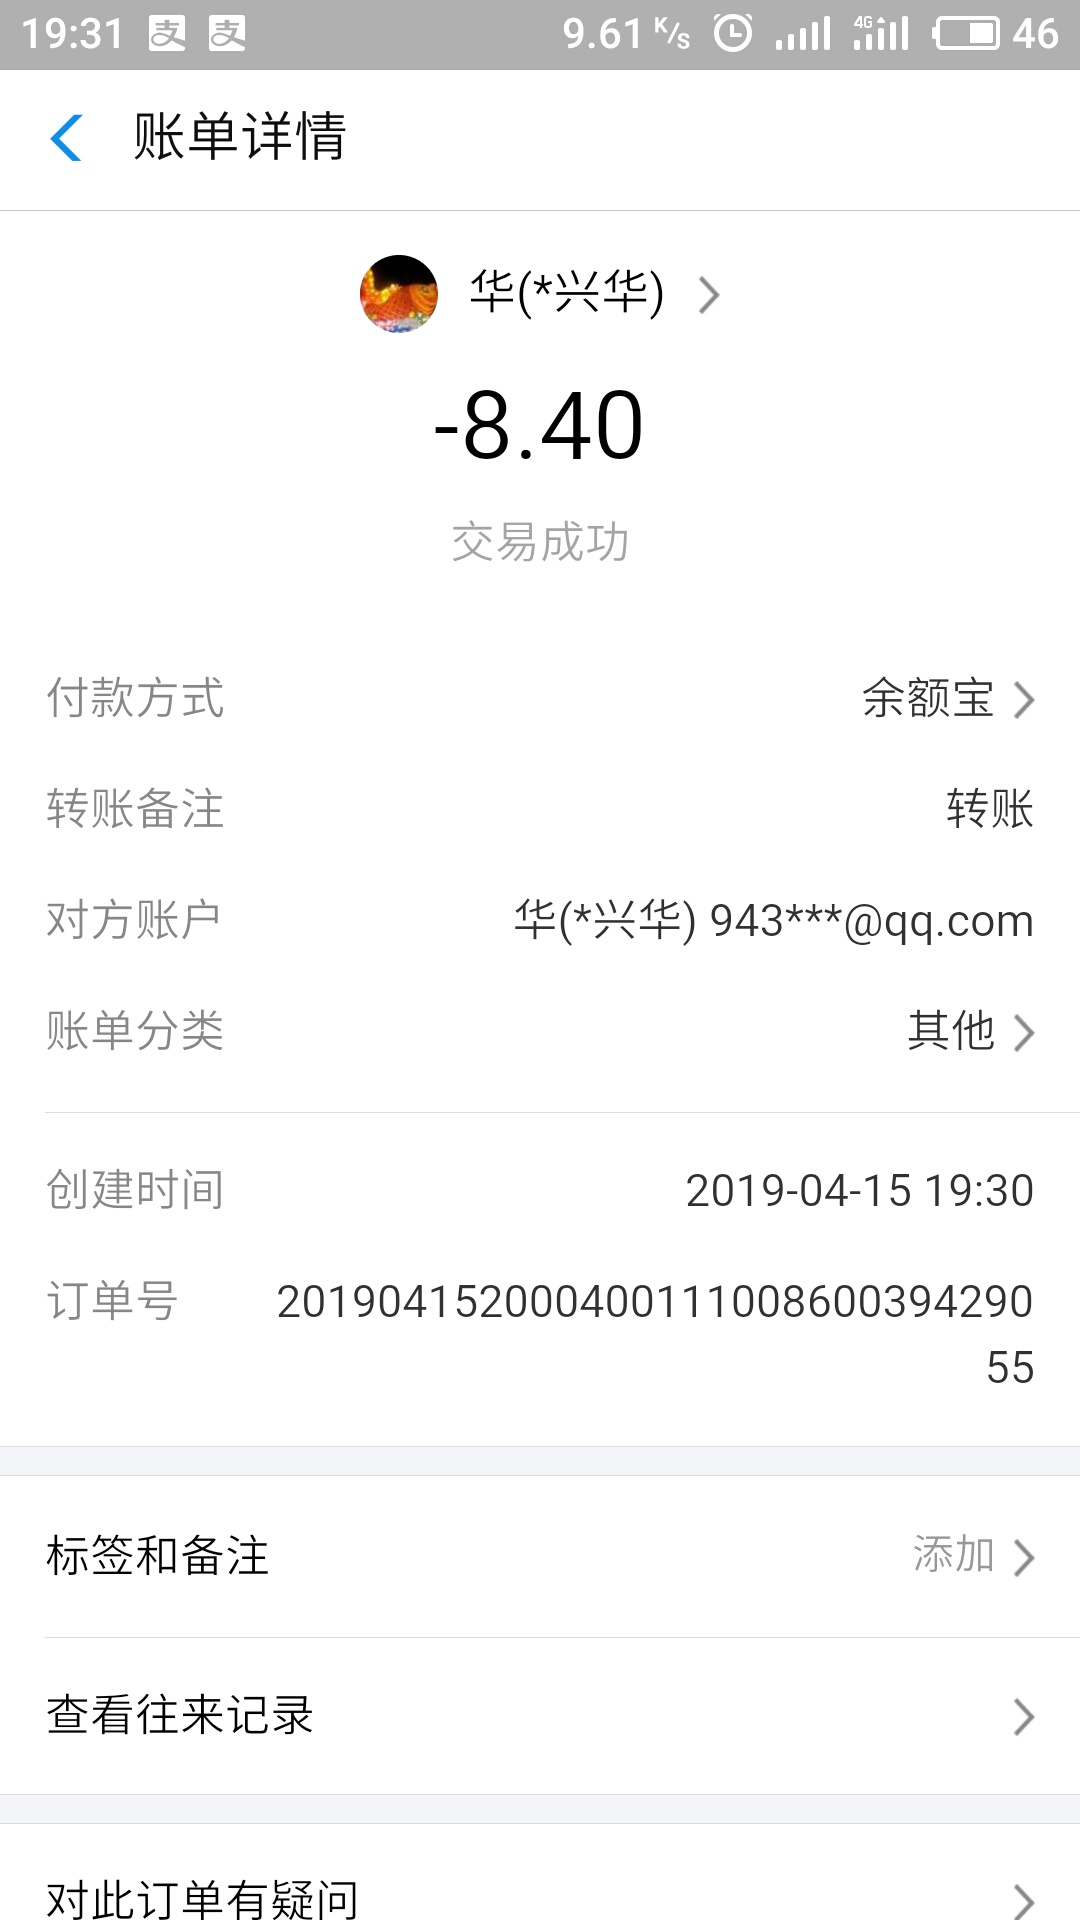 19:31 支 支 9.61 K/s 4G 46
账单详情
华(*兴华)
-8.40
交易成功
付款方式 余额宝
转账备注 转账
对方账户 华(*兴华) 943***@qq.com
账单分类 其他
创建时间 2019-04-15 19:30
订单号 201904152000400111008600394290
55
标签和备注 添加
查看往来记录
对此订单有疑问